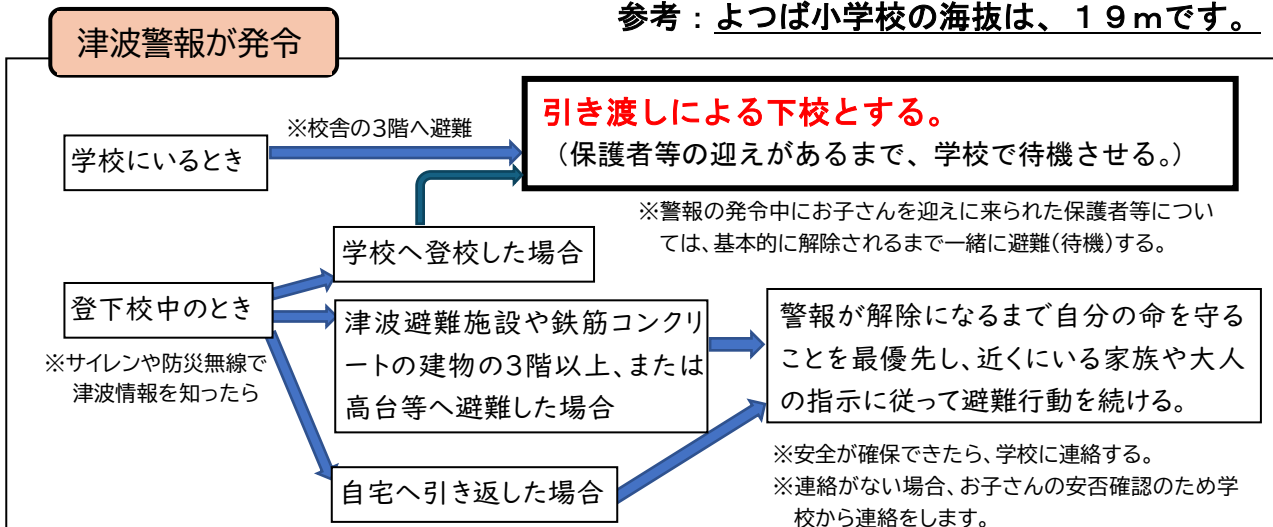 参考：よつば小学校の海抜は、１９ｍです。
津波警報が発令
学校にいるとき
※校舎の3階へ避難
引き渡しによる下校とする。
（保護者等の迎えがあるまで、学校で待機させる。）
※警報の発令中にお子さんを迎えに来られた保護者等につい
ては、基本的に解除されるまで一緒に避難(待機)する。
学校へ登校した場合
登下校中のとき
※サイレンや防災無線で
津波情報を知ったら
津波避難施設や鉄筋コンクリ
ートの建物の3階以上、または
高台等へ避難した場合
警報が解除になるまで自分の命を守る
ことを最優先し、近くにいる家族や大人
の指示に従って避難行動を続ける。
自宅へ引き返した場合
※安全が確保できたら、学校に連絡する。
※連絡がない場合、お子さんの安否確認のため学
校から連絡をします。